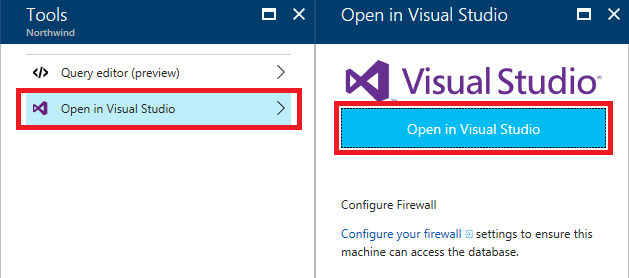 Tools
Northwind
Query editor (preview)
Open in Visual Studio
Open in Visual Studio
Visual Studio
Open in Visual Studio
Configure Firewall
Configure your firewall settings to ensure this
machine can access the database.